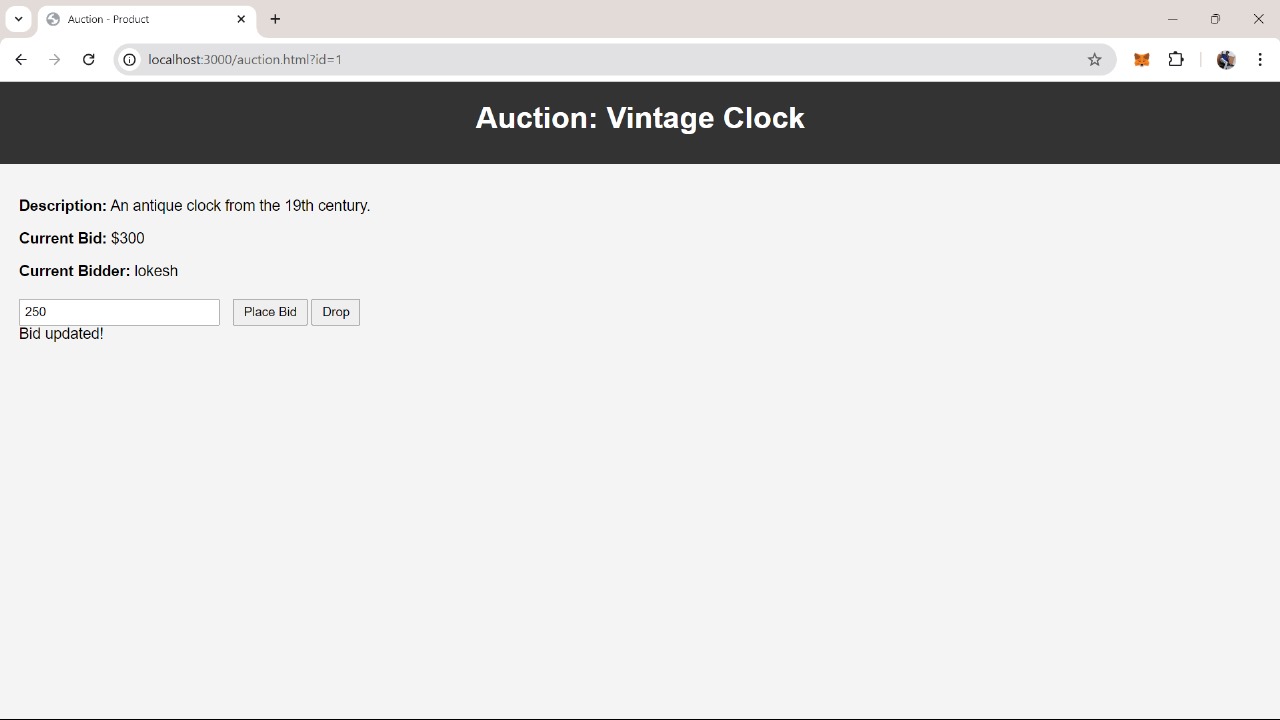 Auction - Product
localhost:3000/auction.html?id=1
Auction: Vintage Clock
Description: An antique clock from the 19th century.
Current Bid: $300
Current Bidder: lokesh
250 Place Bid Drop
Bid updated!